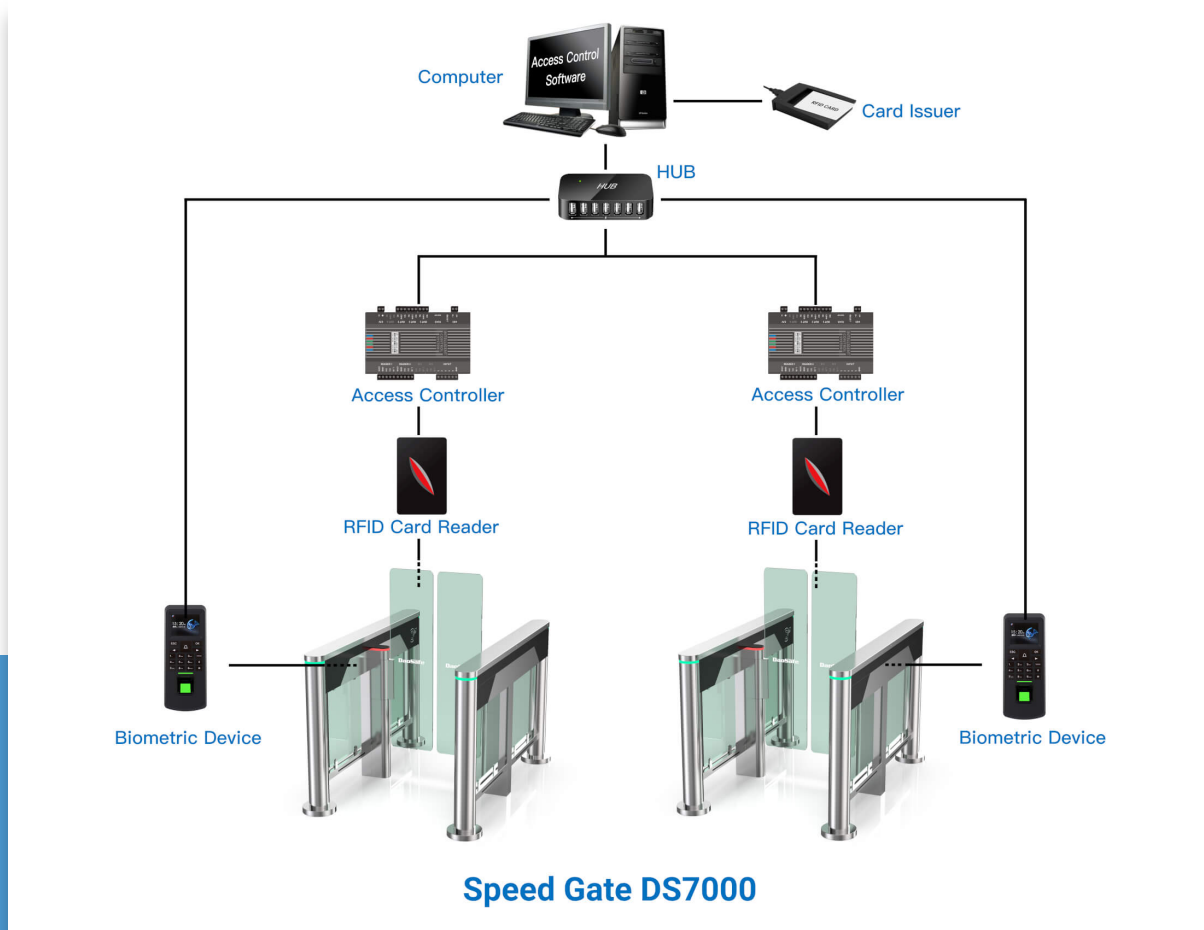 Access Control
Software
Computer
RFID CARD
Card Issuer
HUB
HUB
Access Controller
Access Controller
RFID Card Reader
RFID Card Reader
Biometric Device
Biometric Device
Speed Gate DS7000